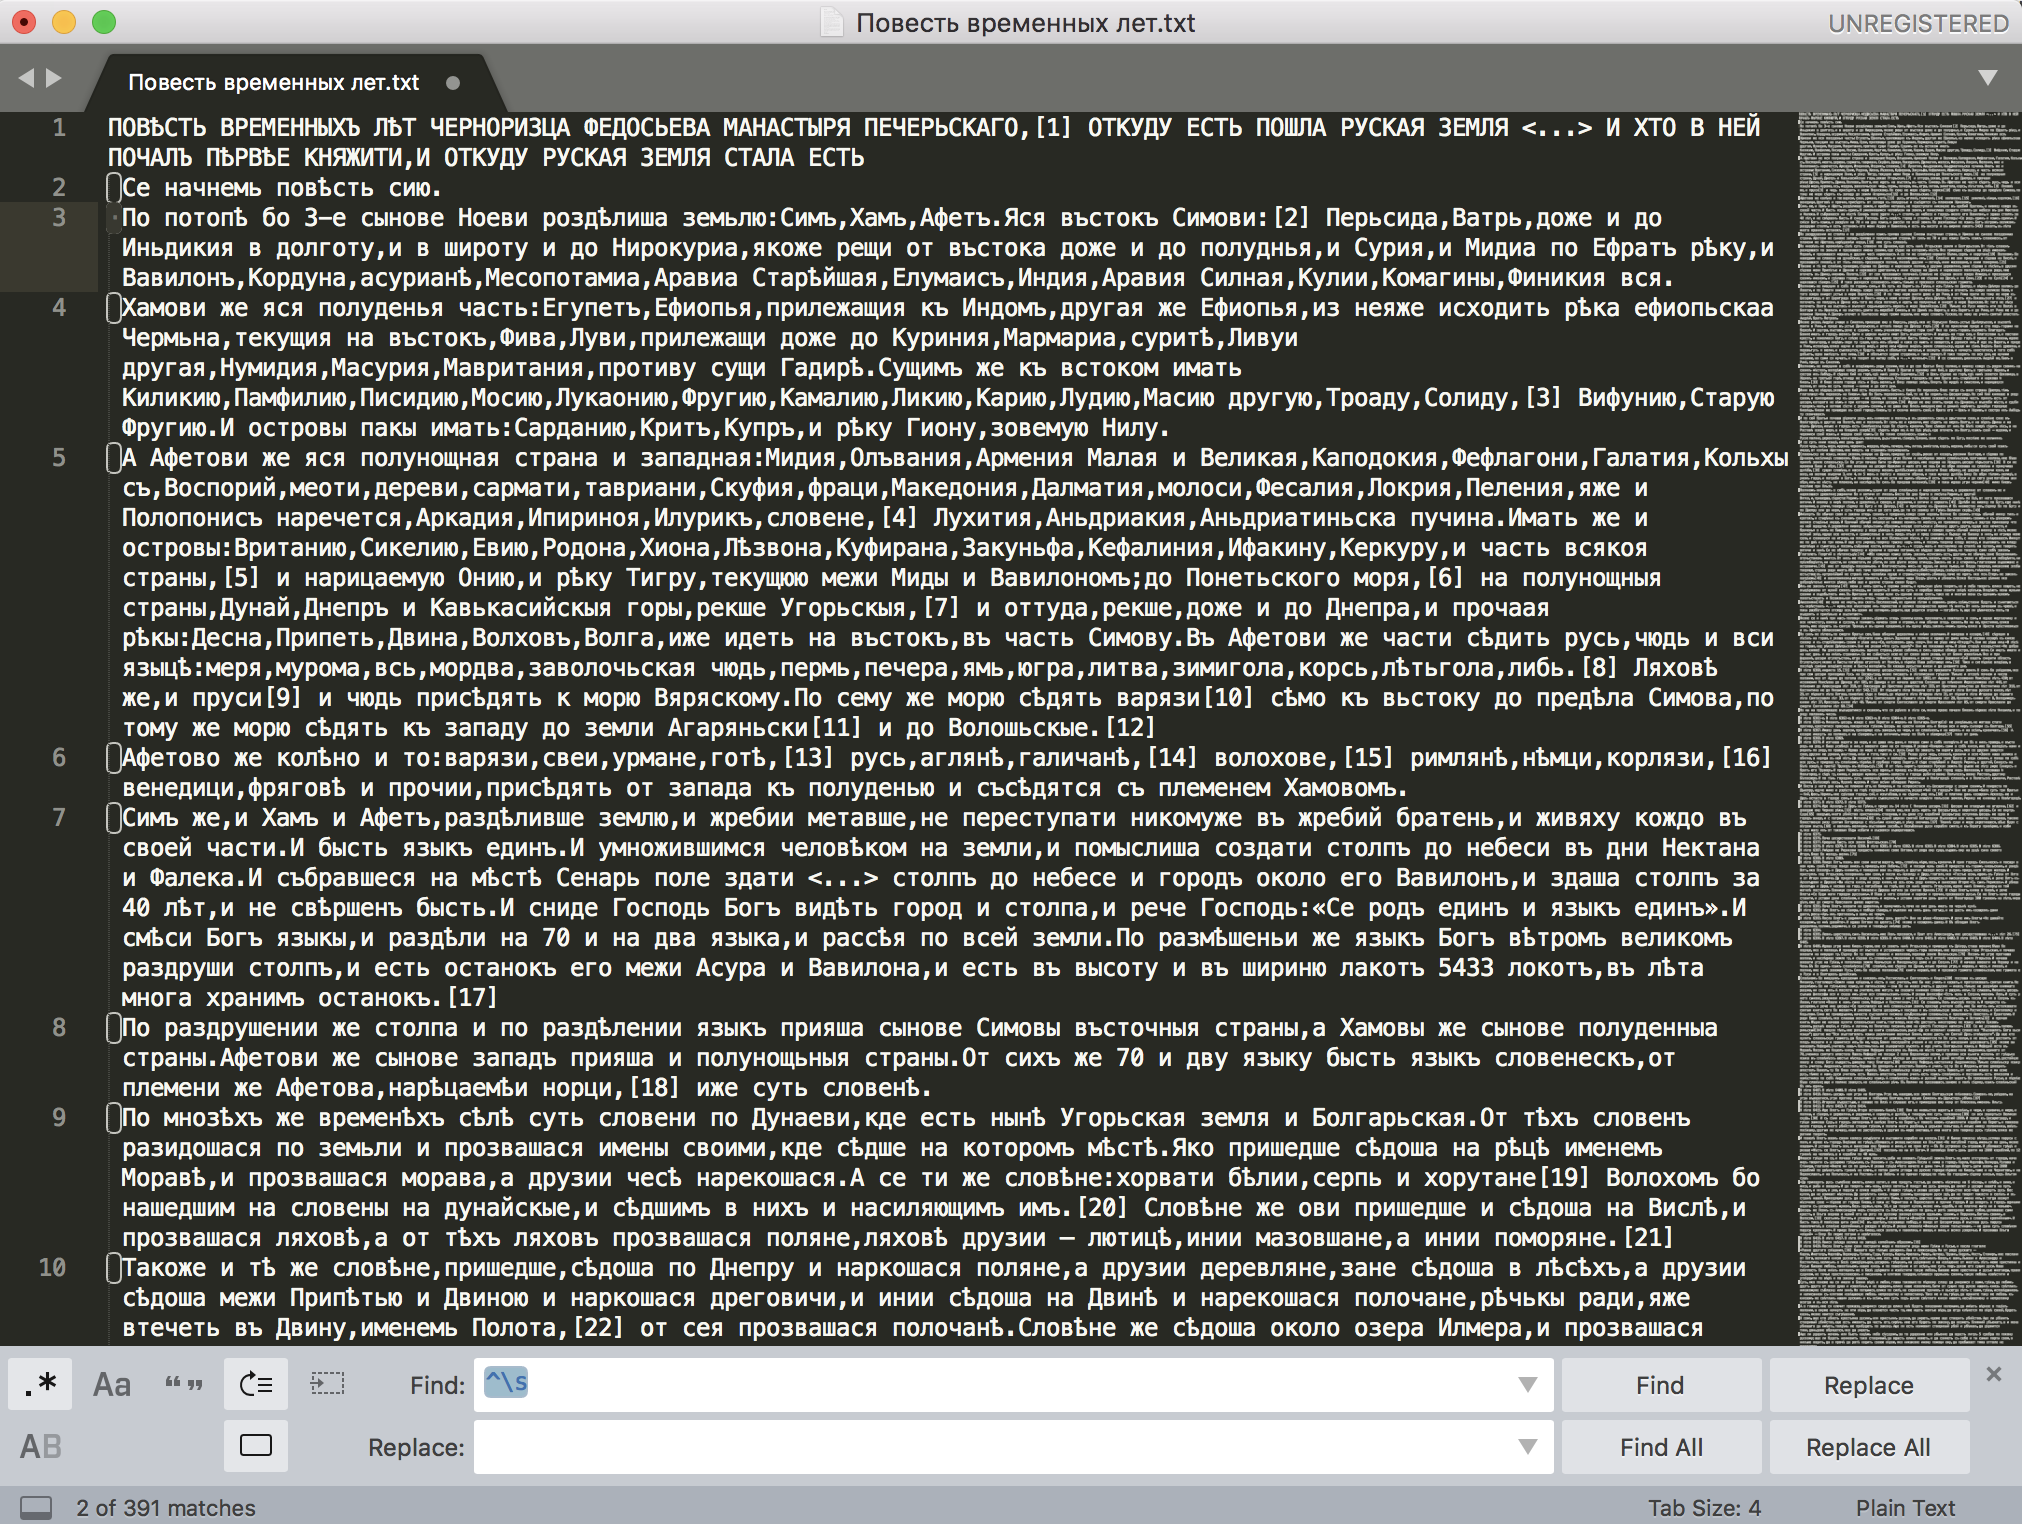 Повесть временных лет.txt
UNREGISTERED
Повесть временных лет.txt
1 ПОВѢСТЬ ВРЕМЕННЫХЪ ЛѢТ ЧЕРНОРИЗЦА ФЕДОСЬЕВА МАНАСТЫРЯ ПЕЧЕРЬСКАГО,[1] ОТКУДУ ЕСТЬ ПОШЛА РУСКАЯ ЗЕМЛЯ <...> И ХТО В НЕЙ
ПОЧАЛЪ ПѢРВѢЕ КНЯЖИТИ,И ОТКУДУ РУСКАЯ ЗЕМЛЯ СТАЛА ЕСТЬ
2 Се начнемь повѣсть сию.
3 По потопѣ бо 3-е сынове Ноеви роздѣлиша земьлю:Симъ,Хамъ,Афетъ.Яся въстокъ Симови:[2] Перьсида,Ватрь,доже и до
Иньдикия в долготу,и в широту и до Нирокуриа,якоже рещи от въстока доже и до полуднья,и Сурия,и Мидиа по Ефратъ рѣку,и
Вавилонъ,Кордуна,асурианѣ,Месопотамиа,Аравиа Старѣйшая,Елумаисъ,Индия,Аравия Силная,Кулии,Комагины,Финикия вся.
4 Хамови же яся полуденья часть:Егупетъ,Ефиопья,прилежащия къ Индомъ,другая же Ефиопья,из неяже исходить рѣка ефиопьскаа
Чермьна,текущия на въстокъ,Фива,Луви,прилежащи доже до Куриния,Мармариа,суритѣ,Ливуи
другая,Нумидия,Масурия,Мавритания,противу сущи Гадирѣ.Сущимъ же къ встоком имать
Киликию,Памфилию,Писидию,Мосию,Лукаонию,Фругию,Камалию,Ликию,Карию,Лудию,Масию другую,Троаду,Солиду,[3] Вифунию,Старую
Фругию.И островы пакы имать:Сарданию,Критъ,Купръ,и рѣку Гиону,зовемую Нилу.
5 А Афетови же яся полунощная страна и западная:Мидия,Олъвания,Армения Малая и Великая,Каподокия,Фефлагони,Галатия,Кольхы
съ,Воспорий,меоти,дереви,сармати,тавриани,Скуфия,фраци,Македония,Далматия,молоси,Фесалия,Локрия,Пеления,яже и
Полопонисъ наречется,Аркадия,Ипириноя,Илурикъ,словене,[4] Лухития,Аньдриакия,Аньдриатиньска пучина.Имать же и
островы:Вританию,Сикелию,Евию,Родона,Хиона,Лѣзвона,Куфирана,Закуньфа,Кефалиния,Ифакину,Керкуру,и часть всякоя
страны,[5] и нарицаемую Онию,и рѣку Тигру,текущюю межи Миды и Вавилономъ;до Понетьского моря,[6] на полунощныя
страны,Дунай,Днепръ и Кавькасийскыя горы,рекше Угорьскыя,[7] и оттуда,рекше,доже и до Днепра,и прочаая
рѣкы:Десна,Припеть,Двина,Волховъ,Волга,иже идеть на въстокъ,въ часть Симову.Въ Афетови же части сѣдить русь,чюдь и вси
языцѣ:меря,мурома,всь,мордва,заволочьская чюдь,пермь,печера,ямь,югра,литва,зимигола,корсь,лѣтьгола,либь.[8] Ляховѣ
же,и пруси[9] и чюдь присѣдять к морю Вяряскому.По сему же морю сѣдять варязи[10] сѣмо къ вьстоку до предѣла Симова,по
тому же морю сѣдять къ западу до земли Агаряньски[11] и до Волошьскые.[12]
6 Афетово же колѣно и то:варязи,свеи,урмане,готѣ,[13] русь,аглянѣ,галичанѣ,[14] волохове,[15] римлянѣ,нѣмци,корлязи,[16]
венедици,фряговѣ и прочии,присѣдять от запада къ полуденью и съсѣдятся съ племенем Хамовомъ.
7 Симъ же,и Хамъ и Афетъ,раздѣливше землю,и жребии метавше,не переступати никомуже въ жребий братень,и живяху кождо въ
своей части.И бысть языкъ единъ.И умножившимся человѣком на земли,и помыслиша создати столпъ до небеси въ дни Нектана
и Фалека.И събравшеся на мѣстѣ Сенарь поле здати <...> столпъ до небесе и городъ около его Вавилонъ,и здаша столпъ за
40 лѣт,и не свѣршенъ бысть.И сниде Господь Богъ видѣть город и столпа,и рече Господь:«Се родъ единъ и языкъ единъ».И
смѣси Богъ языкы,и раздѣли на 70 и на два языка,и рассѣя по всей земли.По размѣшеньи же языкъ Богъ вѣтромъ великомъ
раздруши столпъ,и есть останокъ его межи Асура и Вавилона,и есть въ высоту и въ шириню лакотъ 5433 локотъ,въ лѣта
многа хранимъ останокъ.[17]
8 По раздрушении же столпа и по раздѣлении языкъ прияша сынове Симовы въсточныя страны,а Хамовы же сынове полуденныа
страны.Афетови же сынове западъ прияша и полунощьныя страны.От сихъ же 70 и дву языку бысть языкъ словенескъ,от
племени же Афетова,нарѣцаемѣи норци,[18] иже суть словенѣ.
9 По мнозѣхъ же временѣхъ сѣлѣ суть словени по Дунаеви,кде есть нынѣ Угорьская земля и Болгарьская.От тѣхъ словенъ
разидошася по земьли и прозвашася имены своими,кде сѣдше на которомъ мѣстѣ.Яко пришедше сѣдоша на рѣцѣ именемъ
Моравѣ,и прозвашася морава,а друзии чесѣ нарекошася.А се ти же словѣне:хорвати бѣлии,серпь и хорутане[19] Волохомъ бо
нашедшим на словены на дунайскые,и сѣдшимъ в нихъ и насиляющимъ имъ.[20] Словѣне же ови пришедше и сѣдоша на Вислѣ,и
прозвашася ляховѣ,а от тѣхъ ляховъ прозвашася поляне,ляховѣ друзии — лютицѣ,инии мазовшане,а инии поморяне.[21]
10 Такоже и тѣ же словѣне,пришедше,сѣдоша по Днепру и наркошася поляне,а друзии деревляне,зане сѣдоша в лѣсѣхъ,а друзии
сѣдоша межи Припѣтью и Двиною и наркошася дреговичи,и инии сѣдоша на Двинѣ и нарекошася полочане,рѣчькы ради,яже
втечеть въ Двину,именемь Полота,[22] от сея прозвашася полочанѣ.Словѣне же сѣдоша около озера Илмера,и прозвашася
.* Aa “ ” Find: ^\s Find Replace
AB Replace: Find All Replace All
2 of 391 matches Tab Size: 4 Plain Text